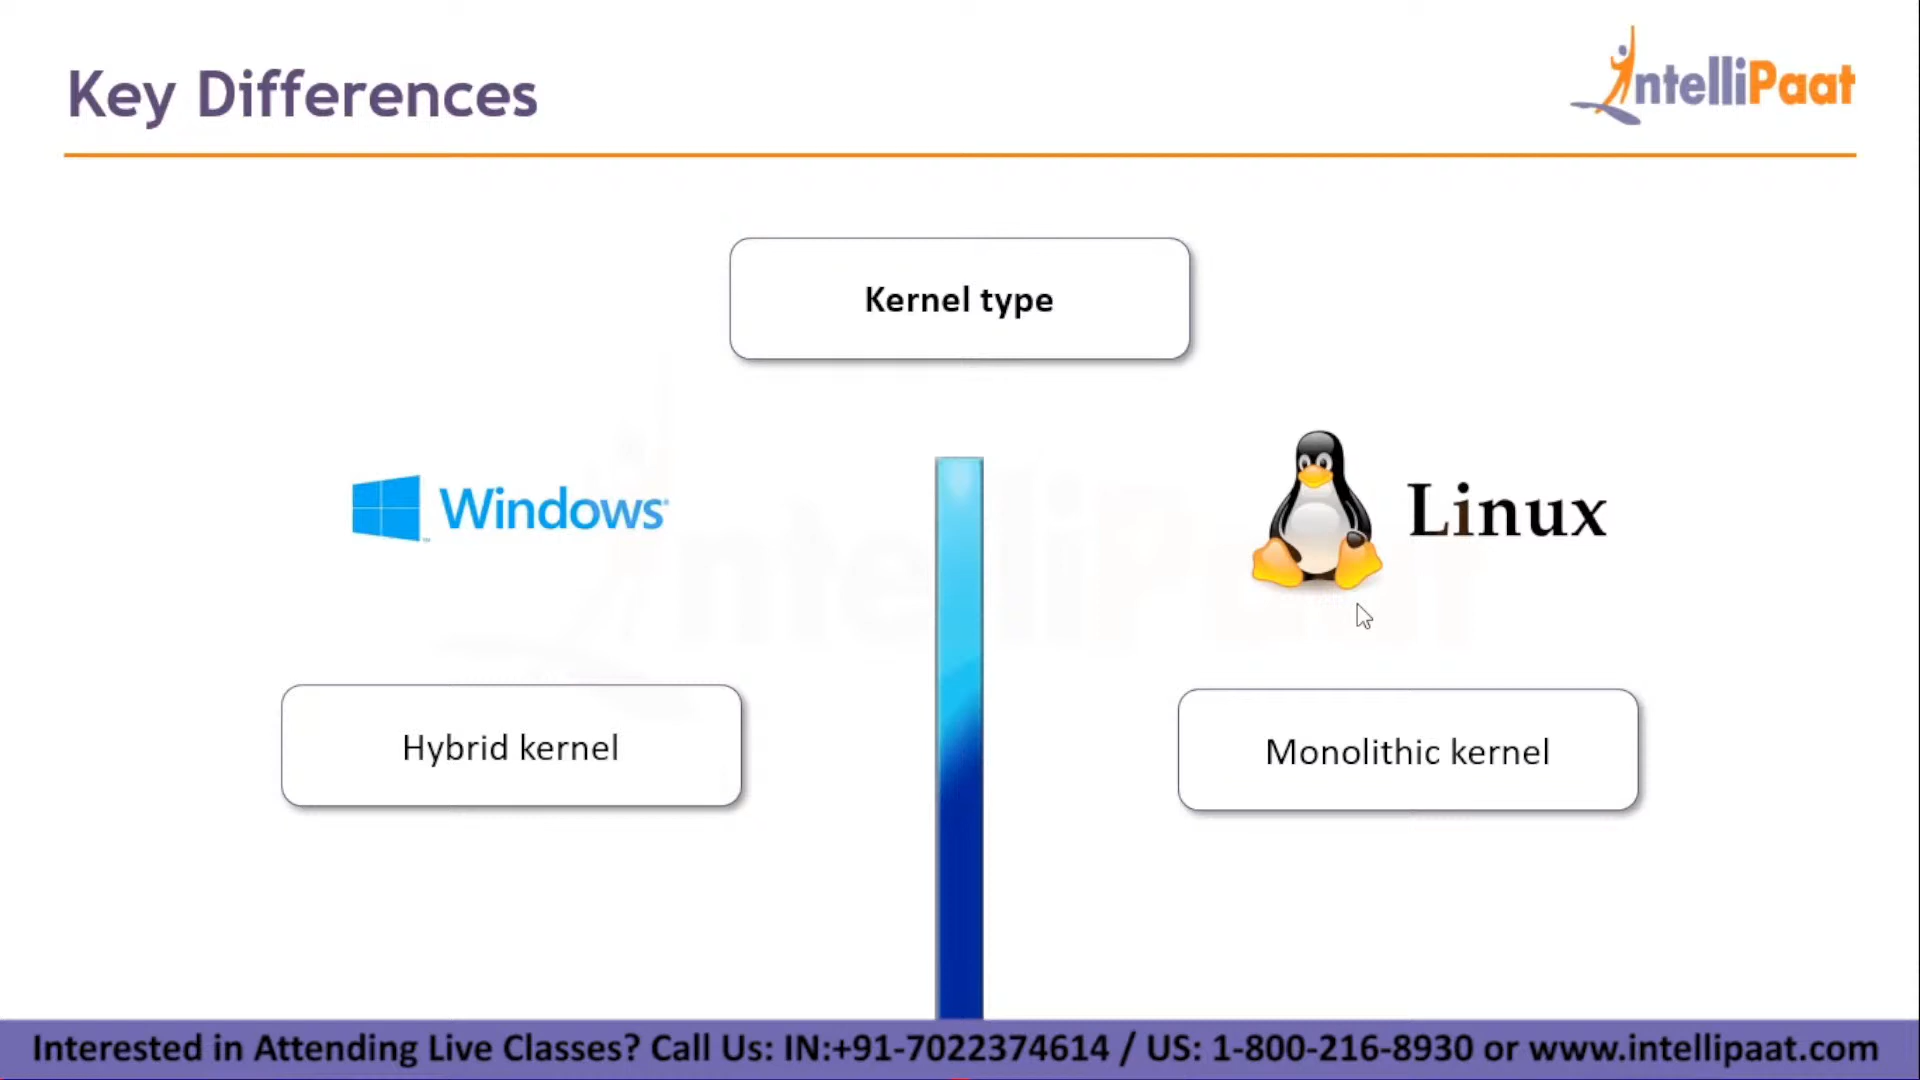 Key Differences
IntelliPaat
Kernel type
Windows
Linux
IntelliPaat
Hybrid kernel
Monolithic kernel
Interested in Attending Live Classes? Call Us: IN:+91-7022374614 / US: 1-800-216-8930 or www.intellipaat.com